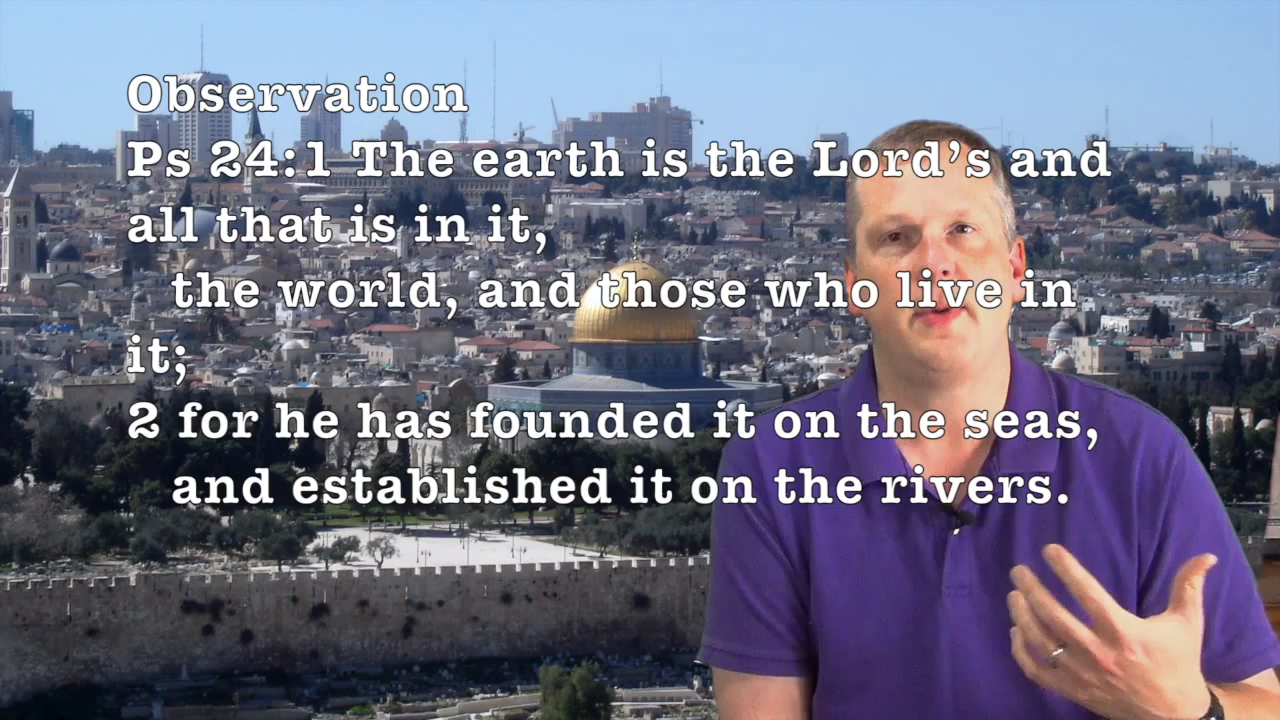 Observation
Ps 24:1 The earth is the Lord’s and
all that is in it,
the world, and those who live in
it;
2 for he has founded it on the seas,
and established it on the rivers.